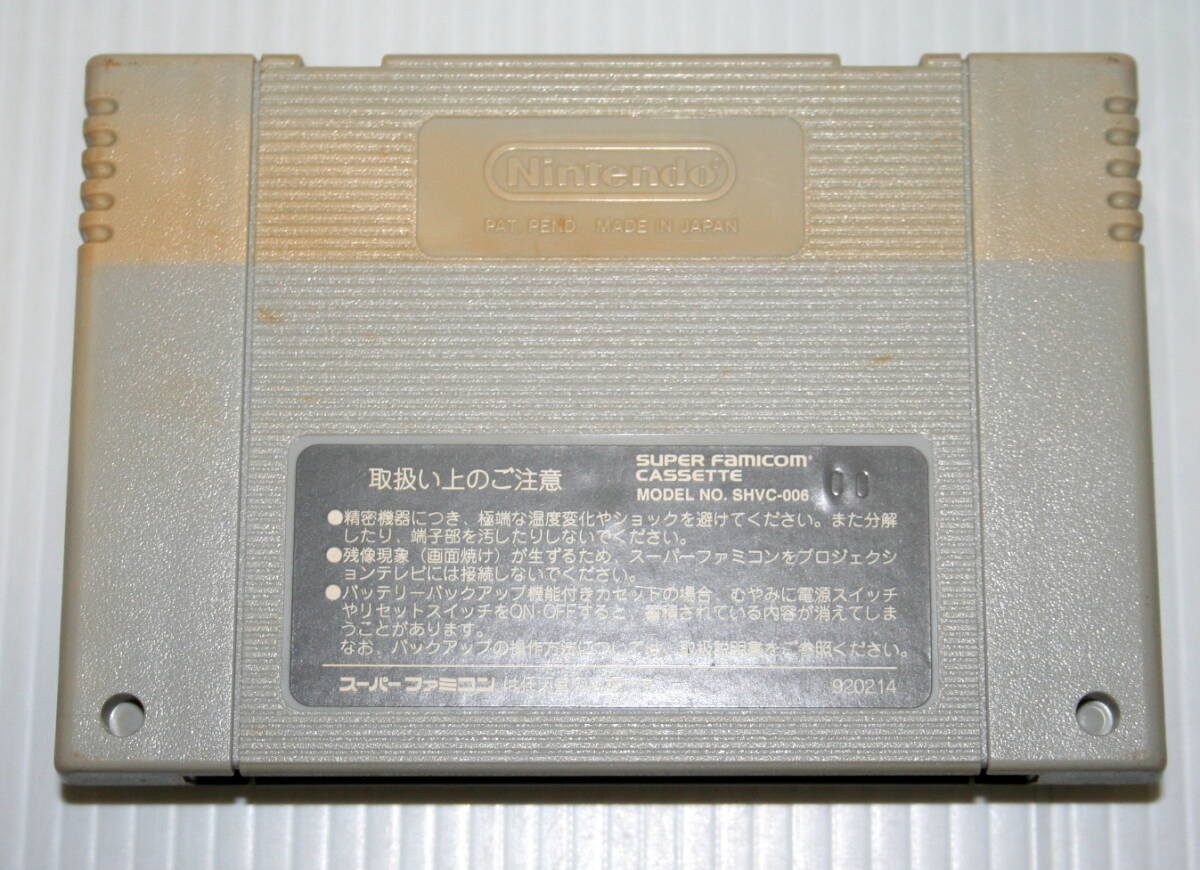 Nintendo®
PAT. PEND. MADE IN JAPAN
取扱い上のご注意
SUPER FAMICOM®
CASSETTE
MODEL NO. SHVC-006
00
●精密機器につき、極端な温度変化やショックを避けてください。また分解
したり、端子部を汚したりしないでください。
●残像現象（画面焼け）が生ずるため、スーパーファミコンをプロジェクシ
ョンテレビには接続しないでください。
●バッテリーバックアップ機能付きカセットの場合、むやみに電源スイッチ
やリセットスイッチをON・OFFすると、蓄積されている内容が消えてしま
うことがあります。
なお、バックアップの操作方法については、取扱説明書をご参照ください。
スーパーファミコン
920214